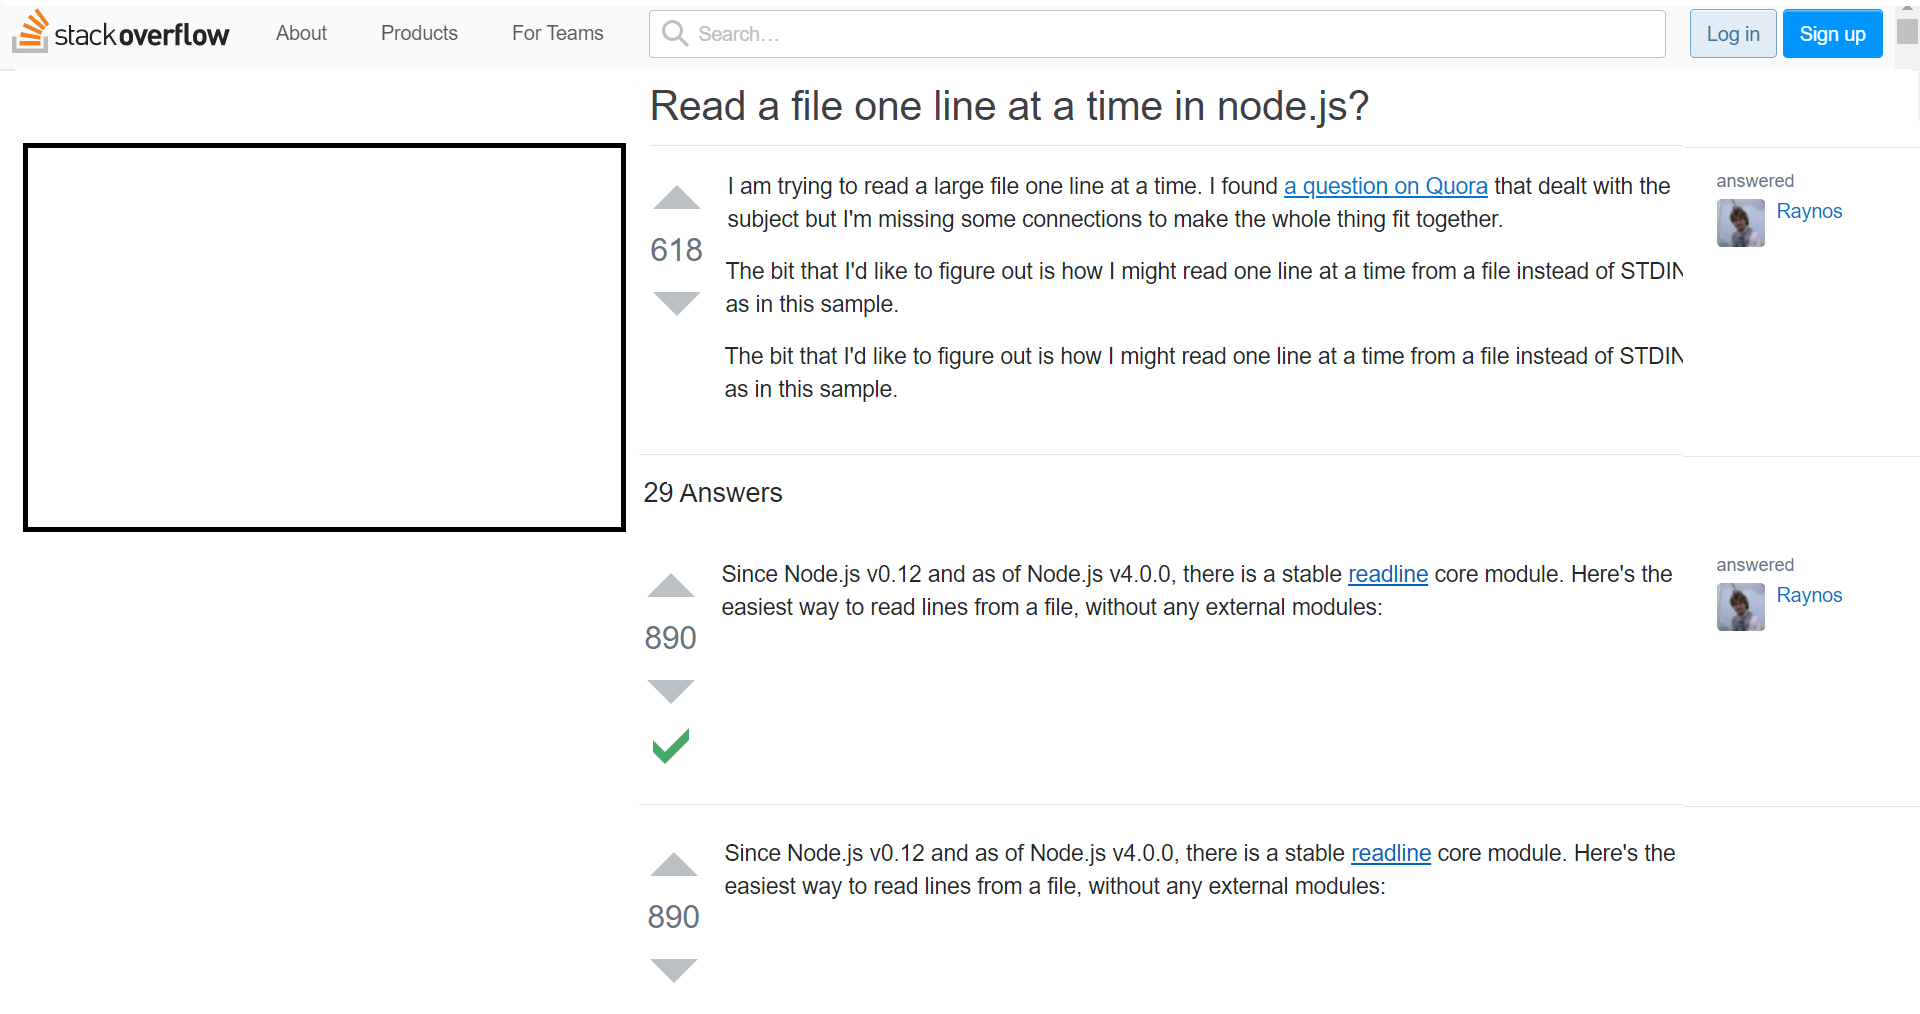 stackoverflow
About
Products
For Teams
Search…
Log in
Sign up
Read a file one line at a time in node.js?
I am trying to read a large file one line at a time. I found a question on Quora that dealt with the
subject but I'm missing some connections to make the whole thing fit together.
618
The bit that I'd like to figure out is how I might read one line at a time from a file instead of STDIN
as in this sample.
The bit that I'd like to figure out is how I might read one line at a time from a file instead of STDIN
as in this sample.
answered
Raynos
29 Answers
Since Node.js v0.12 and as of Node.js v4.0.0, there is a stable readline core module. Here's the
easiest way to read lines from a file, without any external modules:
890
answered
Raynos
Since Node.js v0.12 and as of Node.js v4.0.0, there is a stable readline core module. Here's the
easiest way to read lines from a file, without any external modules:
890